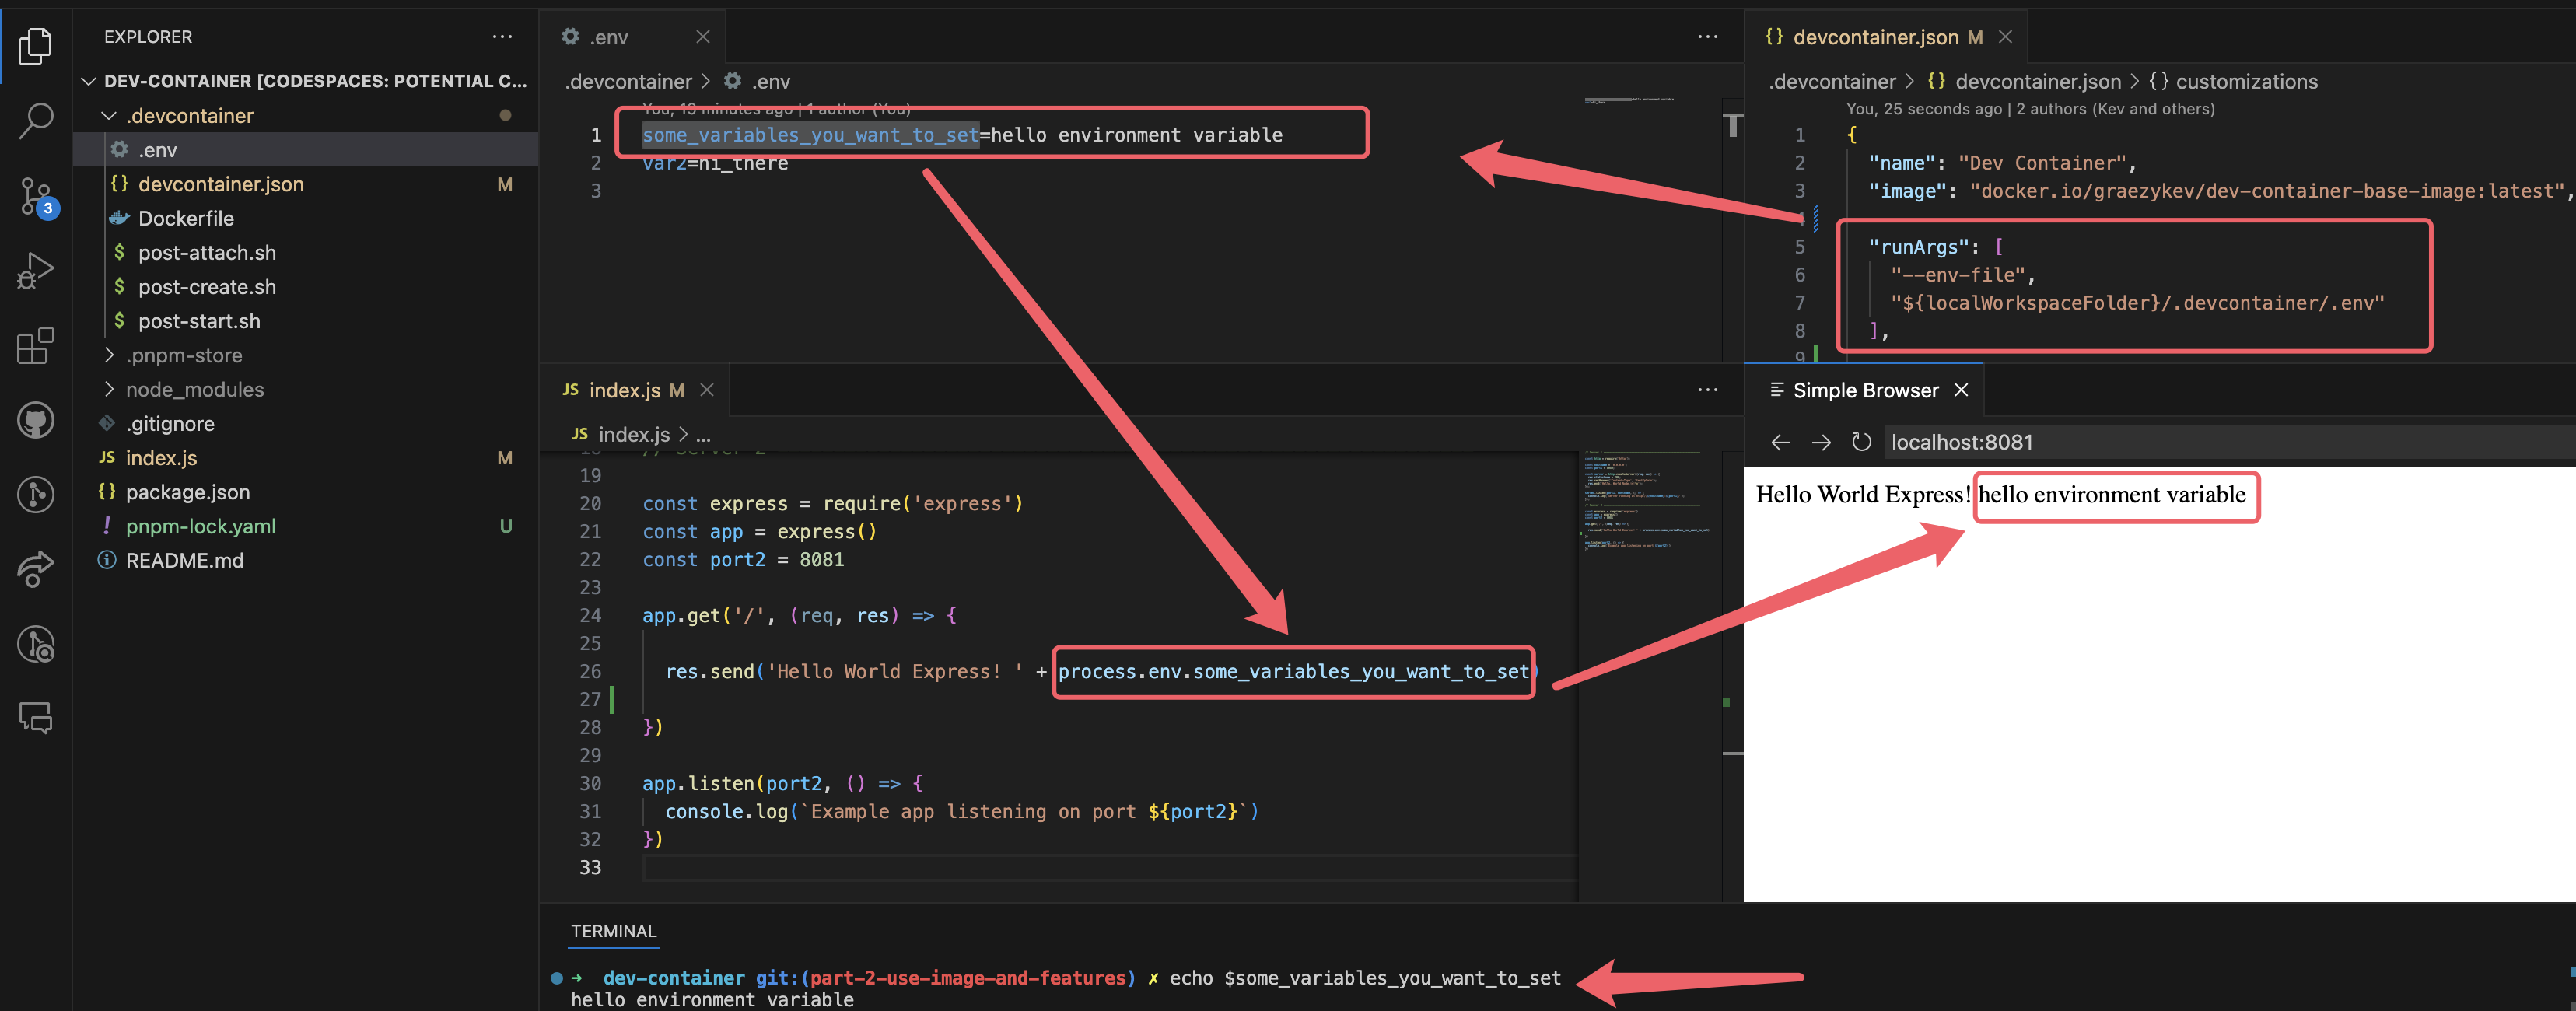 EXPLORER
DEV-CONTAINER [CODESPACES: POTENTIAL C...
.devcontainer
.env
devcontainer.json M
Dockerfile
post-attach.sh
post-create.sh
post-start.sh
.pnpm-store
node_modules
.gitignore
index.js M
package.json
pnpm-lock.yaml U
README.md
3
.env
.devcontainer > .env
You, 19 minutes ago | 1 author (You)
1 some_variables_you_want_to_set=hello environment variable
2 var2=hi_there
3
devcontainer.json M
.devcontainer > {} devcontainer.json > {} customizations
You, 25 seconds ago | 2 authors (Kev and others)
1 {
2 "name": "Dev Container",
3 "image": "docker.io/graezykev/dev-container-base-image:latest",
4
5 "runArgs": [
6 "--env-file",
7 "${localWorkspaceFolder}/.devcontainer/.env"
8 ],
9
JS index.js M
JS index.js > ...
18 // Server 2
19
20 const express = require('express')
21 const app = express()
22 const port2 = 8081
23
24 app.get('/', (req, res) => {
25
26 res.send('Hello World Express! ' + process.env.some_variables_you_want_to_set)
27
28 })
29
30 app.listen(port2, () => {
31 console.log(`Example app listening on port ${port2}`)
32 })
33
Simple Browser
localhost:8081
Hello World Express! hello environment variable
TERMINAL
➜ dev-container git:(part-2-use-image-and-features) ✗ echo $some_variables_you_want_to_set
hello environment variable